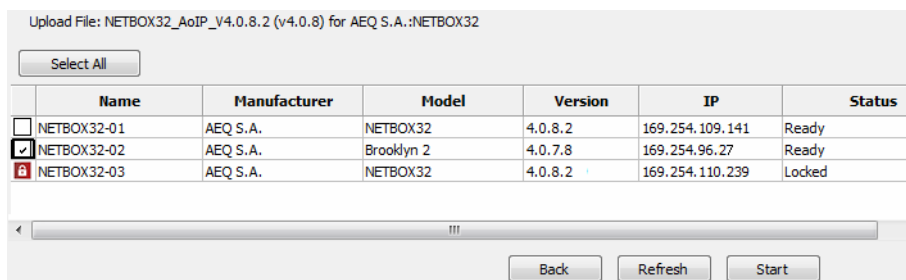 Upload File: NETBOX32_AoIP_V4.0.8.2 (v4.0.8) for AEQ S.A.:NETBOX32
Select All
Name Manufacturer Model Version IP Status
NETBOX32-01 AEQ S.A. NETBOX32 4.0.8.2 169.254.109.141 Ready
NETBOX32-02 AEQ S.A. Brooklyn 2 4.0.7.8 169.254.96.27 Ready
NETBOX32-03 AEQ S.A. NETBOX32 4.0.8.2 169.254.110.239 Locked
Back Refresh Start